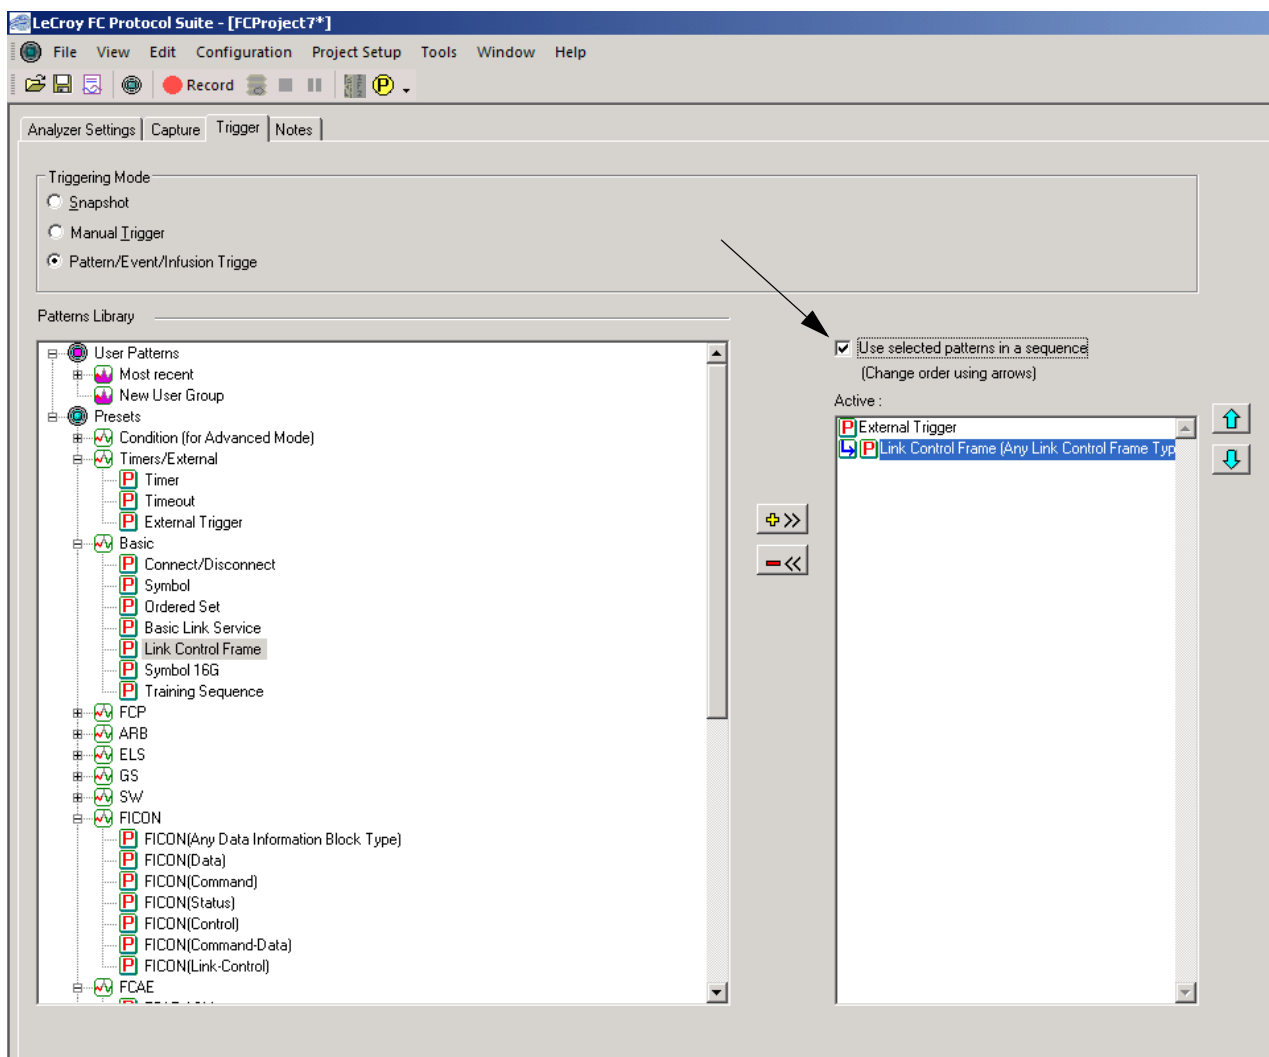 LeCroy FC Protocol Suite - [FCProject7*]
File View Edit Configuration Project Setup Tools Window Help
Record
Analyzer Settings Capture Trigger Notes
Triggering Mode
Snapshot
Manual Trigger
Pattern/Event/Infusion Trigge
Patterns Library
User Patterns
Most recent
New User Group
Presets
Condition (for Advanced Mode)
Timers/External
Timer
Timeout
External Trigger
Basic
Connect/Disconnect
Symbol
Ordered Set
Basic Link Service
Link Control Frame
Symbol 16G
Training Sequence
FCP
ARB
ELS
GS
SW
FICON
FICON(Any Data Information Block Type)
FICON(Data)
FICON(Command)
FICON(Status)
FICON(Control)
FICON(Command-Data)
FICON(Link-Control)
FCAE
Use selected patterns in a sequence
(Change order using arrows)
Active :
External Trigger
Link Control Frame (Any Link Control Frame Typ